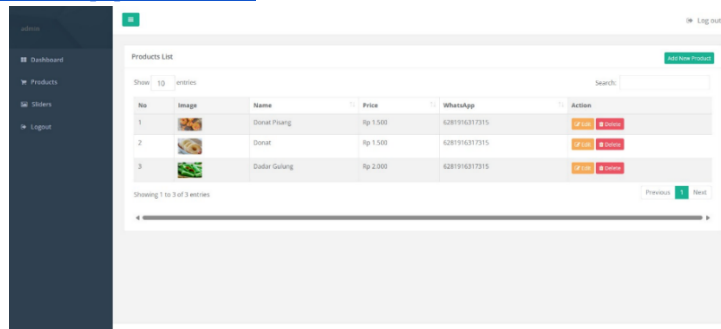 admin
Log out
Dashboard
Products
Sliders
Logout
Products List
Add New Product
Show 10 entries
Search:
No Image Name Price WhatsApp Action
1 Donat Pisang Rp 1.500 6281916317315 Edit Delete
2 Donat Rp 1.500 6281916317315 Edit Delete
3 Dadar Gulung Rp 2.000 6281916317315 Edit Delete
Showing 1 to 3 of 3 entries
Previous 1 Next